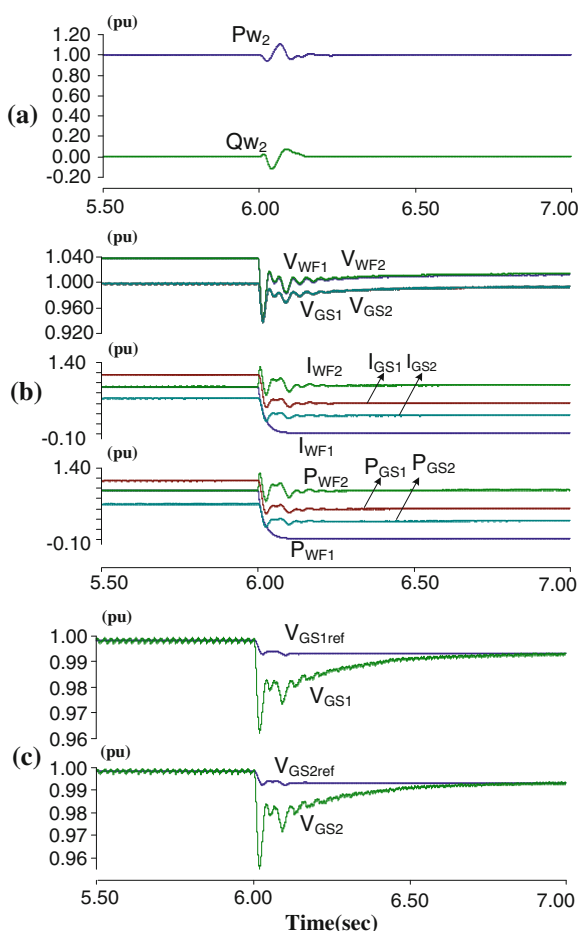 (pu)
1.20
1.00
0.80
0.60
0.40
0.20
0.00
-0.20
Pw2
Qw2
(a)
5.50 6.00 6.50 7.00
(pu)
1.040
1.000
0.960
0.920
VWF1 VWF2
VGS1 VGS2
(b)
(pu)
1.40
-0.10
IWF2 IGS1 IGS2
IWF1
(pu)
1.40
-0.10
PWF2 PGS1 PGS2
PWF1
5.50 6.00 6.50 7.00
(pu)
1.00
0.99
0.98
0.97
0.96
VGS1ref
VGS1
(c)
(pu)
1.00
0.99
0.98
0.97
0.96
VGS2ref
VGS2
5.50 6.00 6.50 7.00
Time(sec)